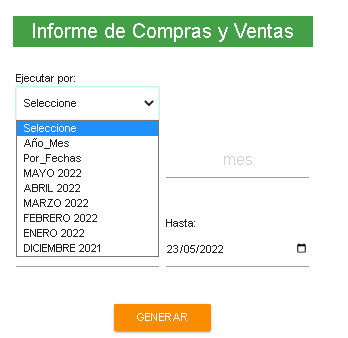 Informe de Compras y Ventas
Ejecutar por:
Seleccione
Seleccione
Año_Mes
Por_Fechas
mes
MAYO 2022
ABRIL 2022
MARZO 2022
FEBRERO 2022
Hasta:
ENERO 2022
DICIEMBRE 2021
23/05/2022
GENERAR